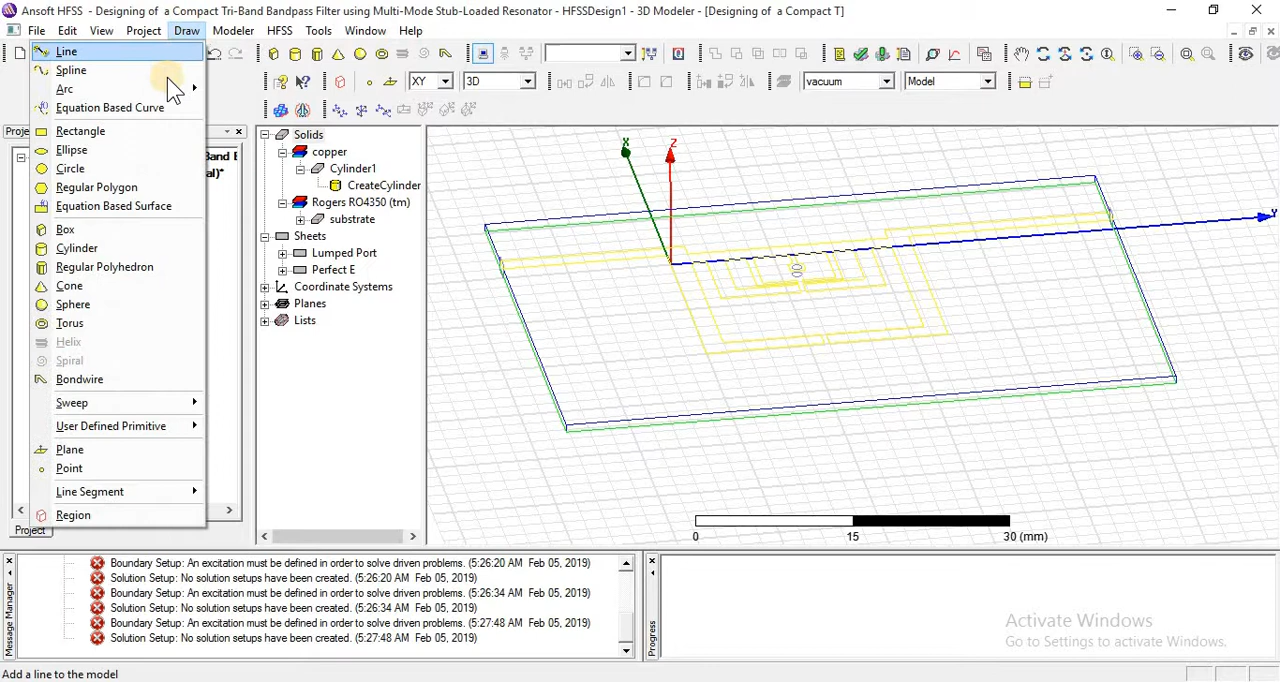 Ansoft HFSS - Designing of a Compact Tri-Band Bandpass Filter using Multi-Mode Stub-Loaded Resonator - HFSSDesign1 - 3D Modeler - [Designing of a Compact T]
File Edit View Project Draw Modeler HFSS Tools Window Help
Line
Spline
Arc
Equation Based Curve
Rectangle
Ellipse
Circle
Regular Polygon
Equation Based Surface
Box
Cylinder
Regular Polyhedron
Cone
Sphere
Torus
Helix
Spiral
Bondwire
Sweep
User Defined Primitive
Plane
Point
Line Segment
Region
XY 3D vacuum Model
Proje
Band E
al)*
Project
Solids
copper
Cylinder1
CreateCylinder
Rogers RO4350 (tm)
substrate
Sheets
Lumped Port
Perfect E
Coordinate Systems
Planes
Lists
X Z
Y
0 15 30 (mm)
Message Manager
Boundary Setup: An excitation must be defined in order to solve driven problems. (5:26:20 AM Feb 05, 2019)
Solution Setup: No solution setups have been created. (5:26:20 AM Feb 05, 2019)
Boundary Setup: An excitation must be defined in order to solve driven problems. (5:26:34 AM Feb 05, 2019)
Solution Setup: No solution setups have been created. (5:26:34 AM Feb 05, 2019)
Boundary Setup: An excitation must be defined in order to solve driven problems. (5:27:48 AM Feb 05, 2019)
Solution Setup: No solution setups have been created. (5:27:48 AM Feb 05, 2019)
Progress
Activate Windows
Go to Settings to activate Windows.
Add a line to the model